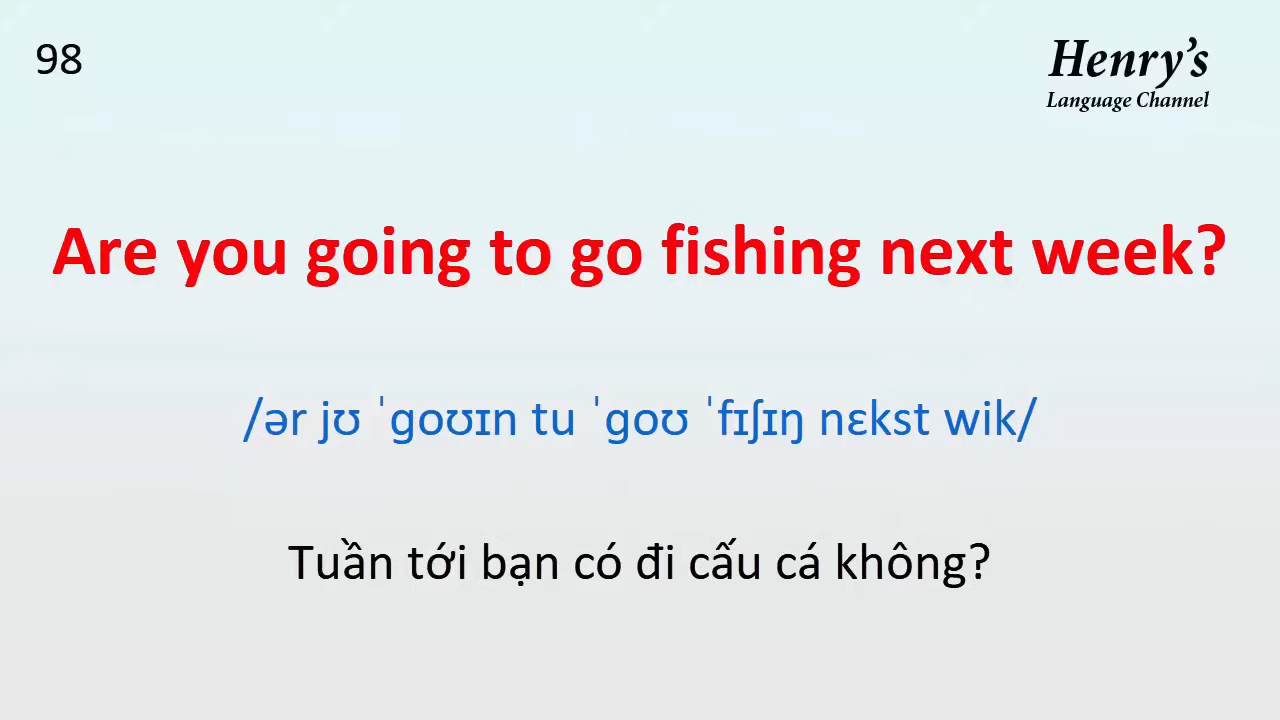 98
Henry's
Language Channel
Are you going to go fishing next week?
/ər jʊ ˈgoʊɪn tu ˈgoʊ ˈfɪʃɪŋ nɛkst wik/
Tuần tới bạn có đi cấu cá không?